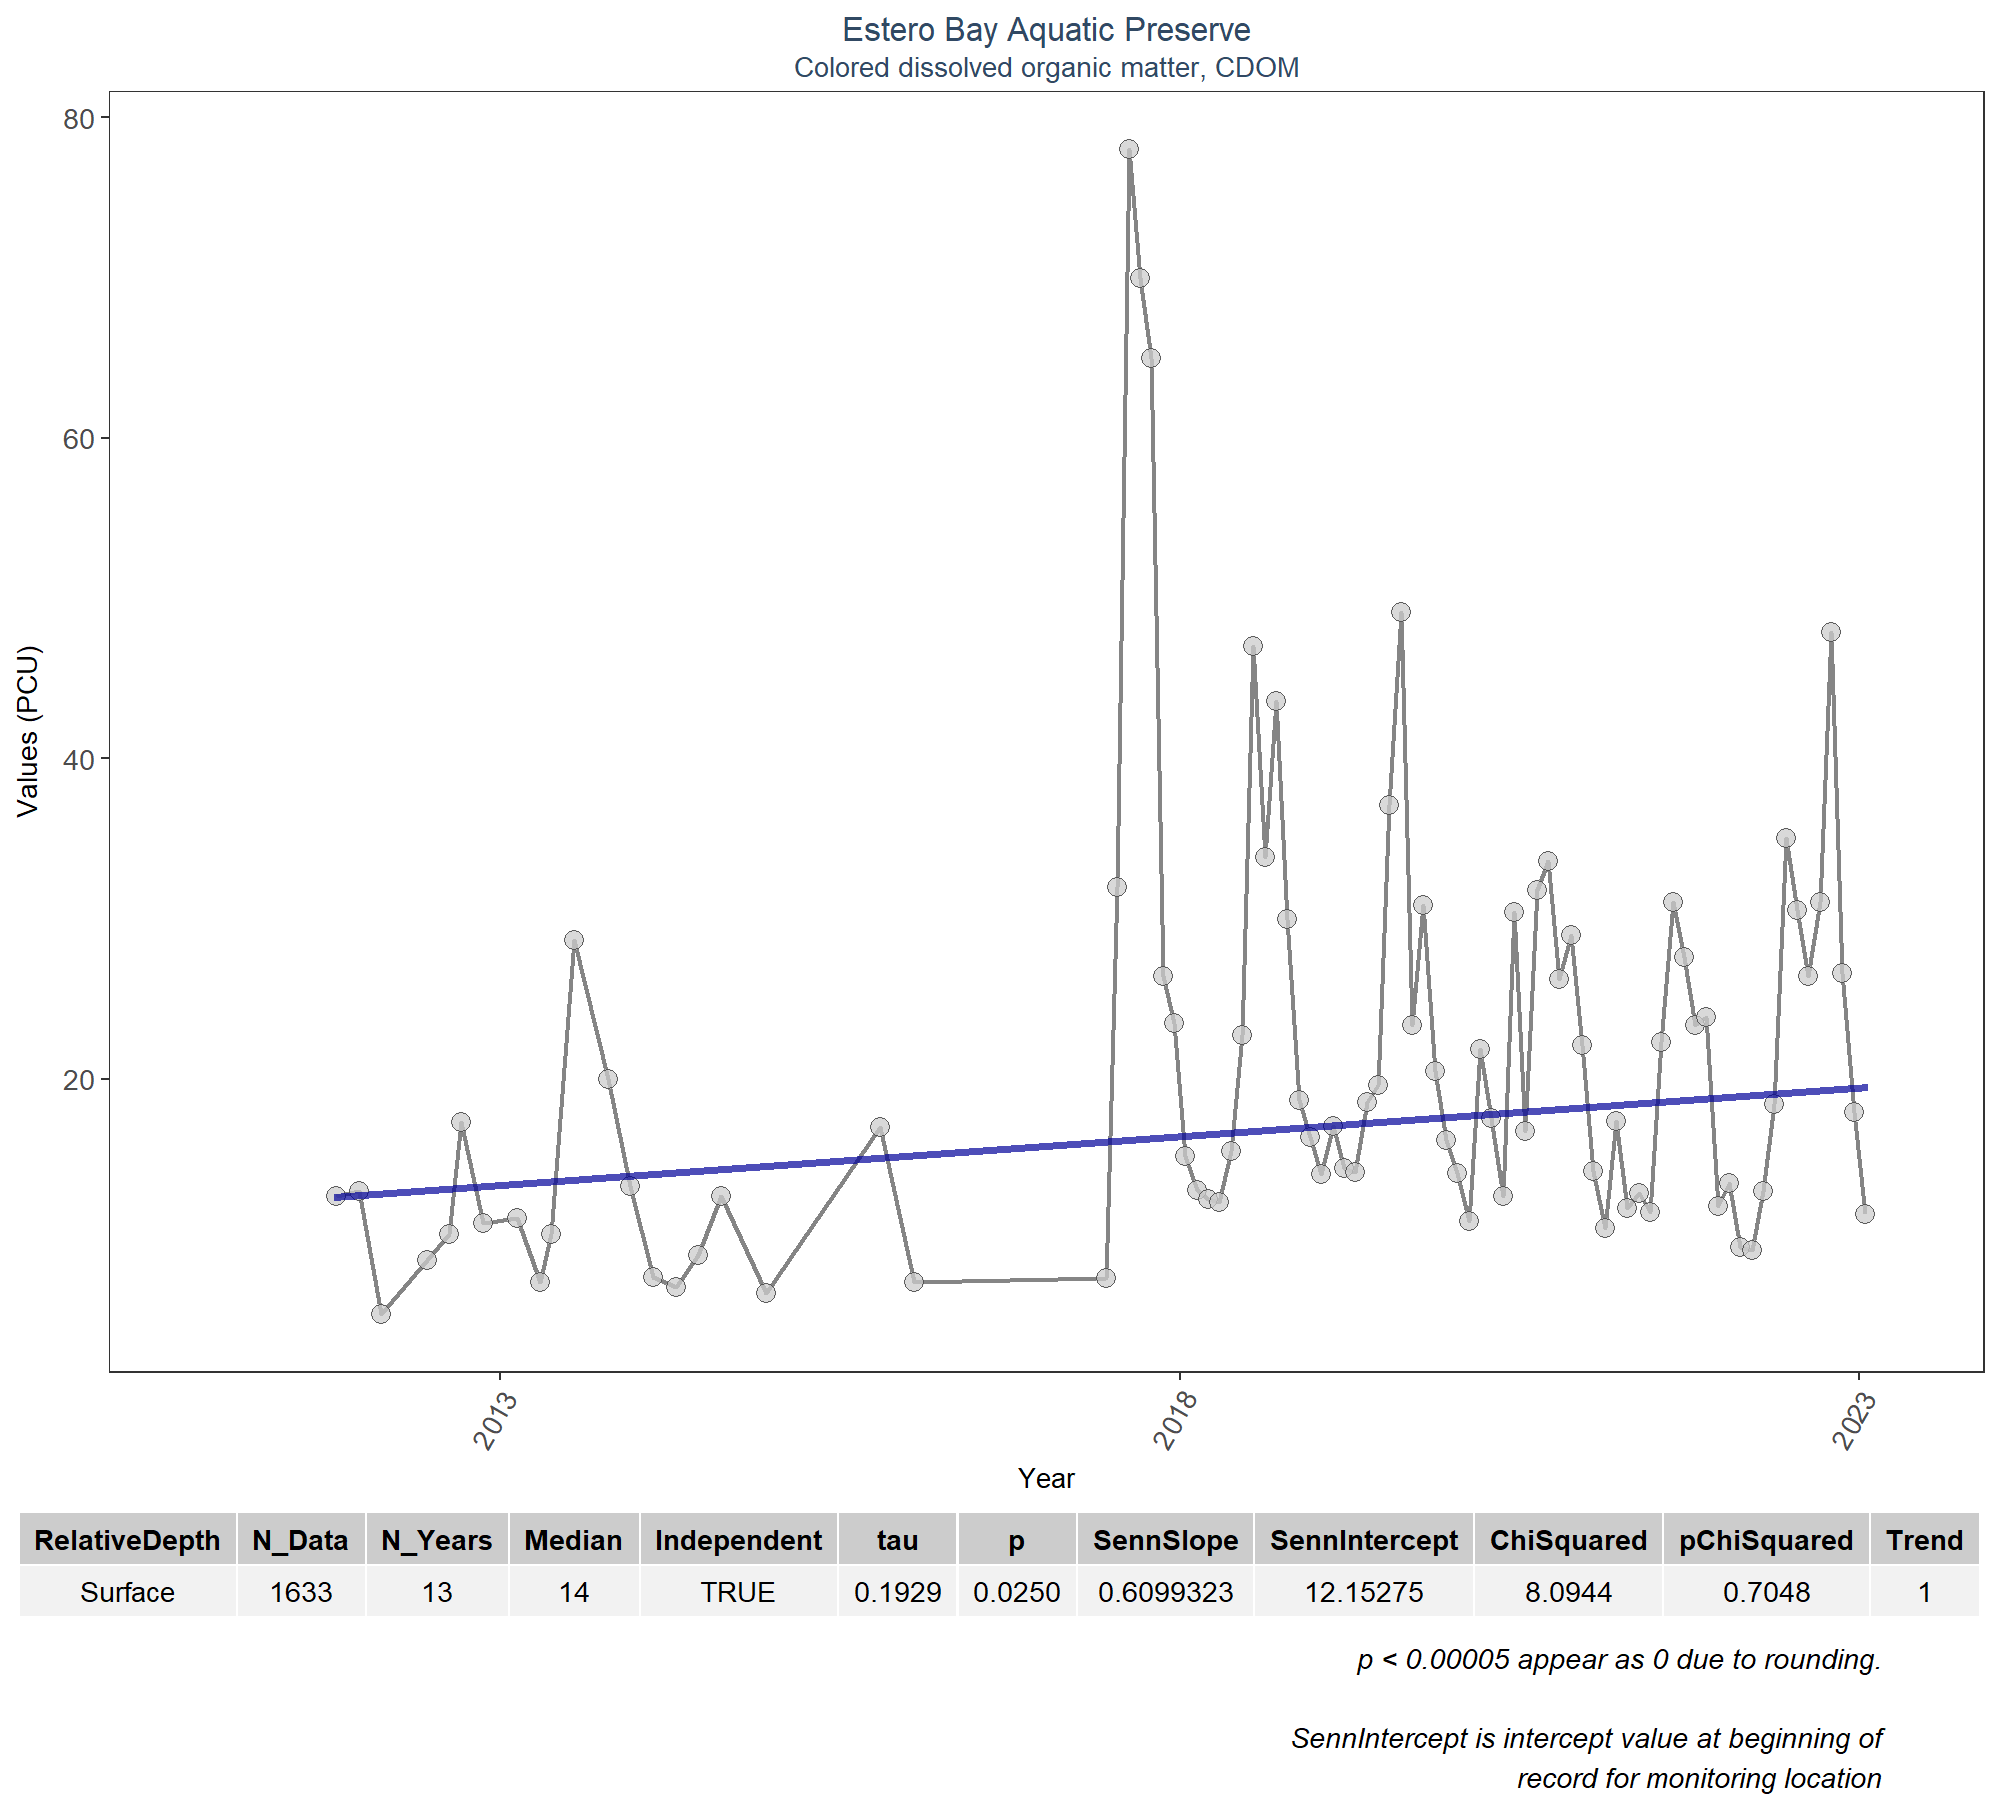 Estero Bay Aquatic Preserve
Colored dissolved organic matter, CDOM
80
60
40
20
Values (PCU)
2013
2018
2023
Year
RelativeDepth N_Data N_Years Median Independent tau p SennSlope SennIntercept ChiSquared pChiSquared Trend
Surface 1633 13 14 TRUE 0.1929 0.0250 0.6099323 12.15275 8.0944 0.7048 1
p < 0.00005 appear as 0 due to rounding.
SennIntercept is intercept value at beginning of
record for monitoring location